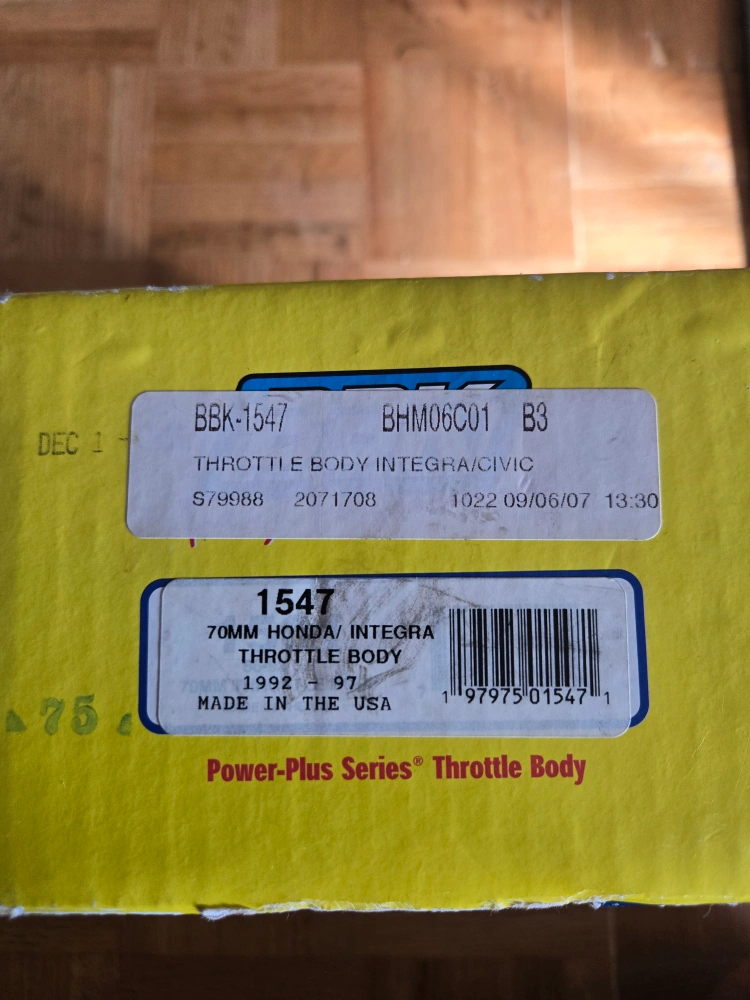 BBK
BBK-1547 BHM06C01 B3
DEC 1
THROTTLE BODY INTEGRA/CIVIC
S79988 2071708 1022 09/06/07 13:30
1547
70MM HONDA/ INTEGRA
THROTTLE BODY
1992 - 97
MADE IN THE USA
1 97975 01547 1
75
Power-Plus Series® Throttle Body